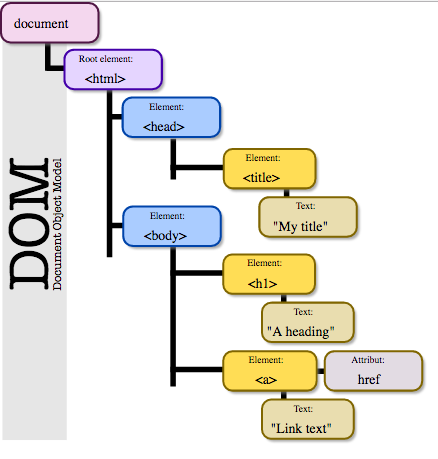 document
Root element:
<html>
Element:
<head>
Element:
<title>
Text:
"My title"
Element:
<body>
Element:
<h1>
Text:
"A heading"
Element:
<a>
Attribut:
href
Text:
"Link text"
DOM
Document Object Model